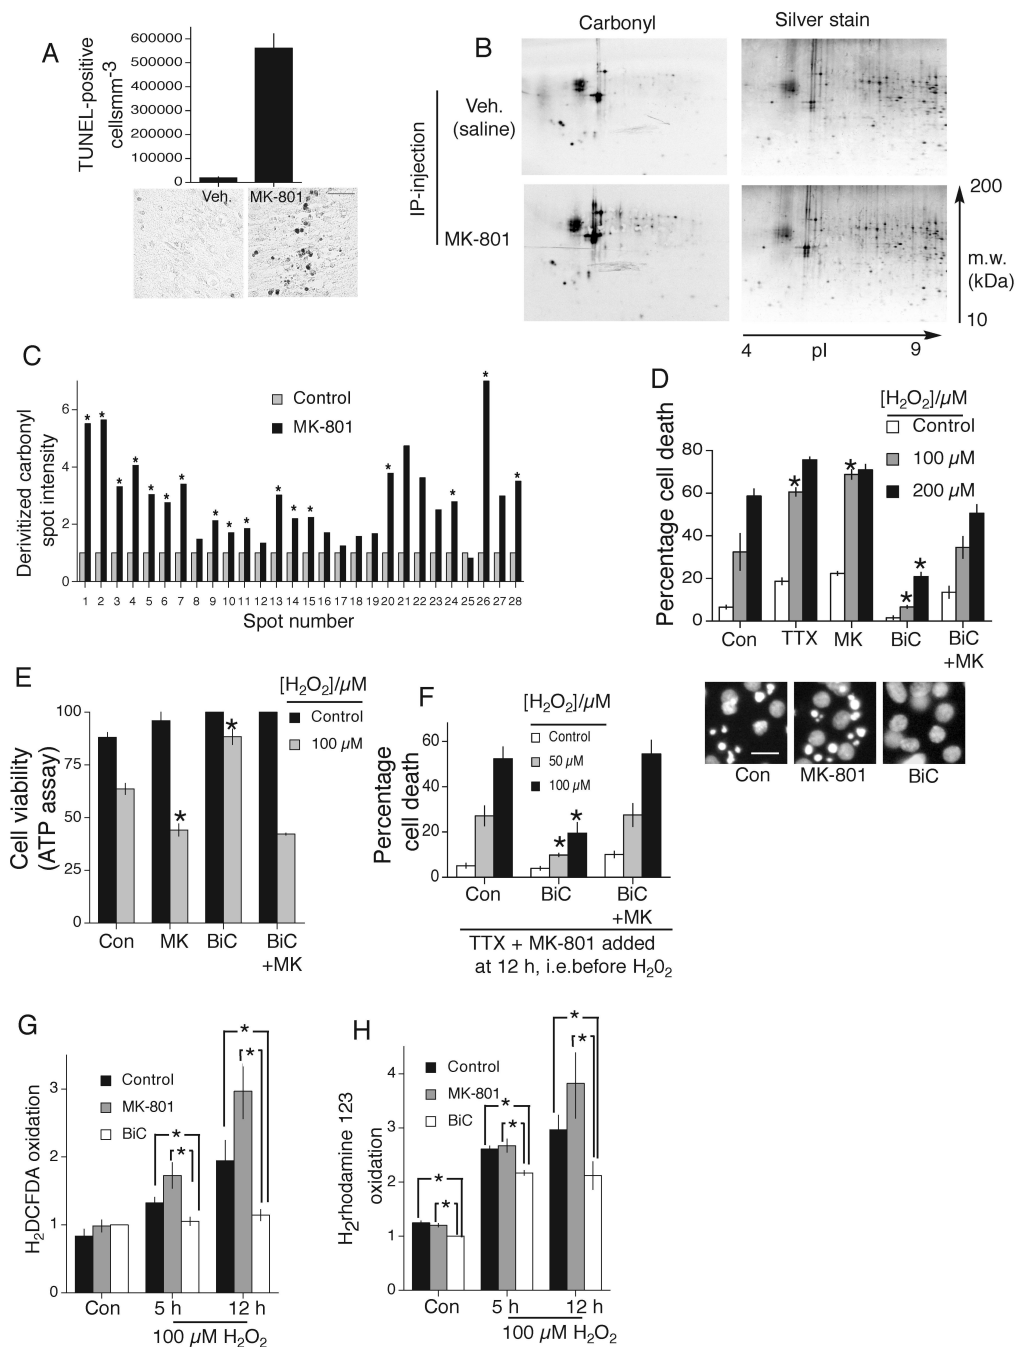 A
TUNEL-positive
cellsmm-3
600000
500000
400000
300000
200000
100000
0
Veh.
MK-801
B
Carbonyl
Silver stain
IP-injection
Veh.
(saline)
MK-801
200
m.w.
(kDa)
10
4
pI
9
C
Derivitized carbonyl
spot intensity
Control
MK-801
6
4
2
0
* * * * * * * * * * * * * * * * * *
1 2 3 4 5 6 7 8 9 10 11 12 13 14 15 16 17 18 19 20 21 22 23 24 25 26 27 28
Spot number
D
[H2O2]/µM
Control
100 µM
200 µM
Percentage cell death
80
60
40
20
0
* * * *
Con TTX MK BiC BiC
+MK
Con MK-801 BiC
E
[H2O2]/µM
Control
100 µM
Cell viability
(ATP assay)
100
75
50
25
0
* *
Con MK BiC BiC
+MK
F
[H2O2]/µM
Control
50 µM
100 µM
Percentage
cell death
60
40
20
0
* *
Con BiC BiC
+MK
TTX + MK-801 added
at 12 h, i.e.before H202
G
H2DCFDA oxidation
Control
MK-801
BiC
3
2
1
0
* * * *
Con 5 h 12 h
100 µM H2O2
H
H2rhodamine 123
oxidation
Control
MK-801
BiC
4
3
2
1
0
* * * * * *
Con 5 h 12 h
100 µM H2O2